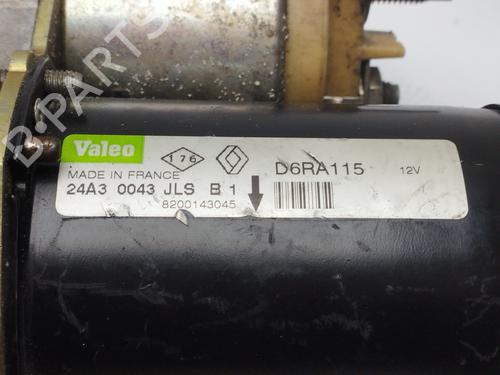 B-PARTS
Valeo
176
D6RA115 12V
MADE IN FRANCE
24A3 0043 JLS B 1
8200143045